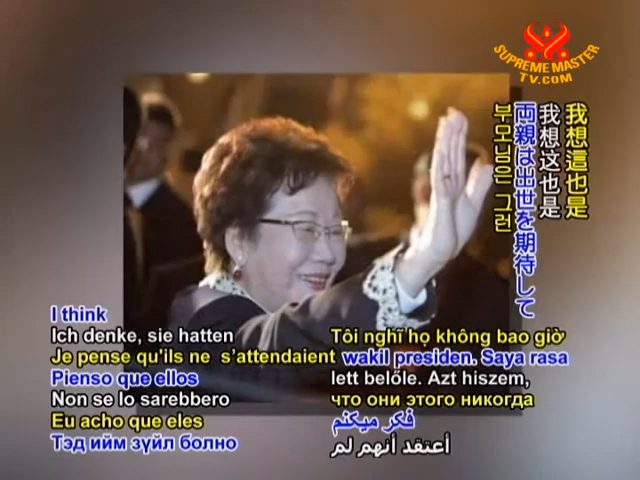 SUPREME MASTER
TV.COM
我想這也是
我想这也是
両親は出世を期待して
부모님은 그런
I think
Ich denke, sie hatten
Je pense qu'ils ne s'attendaient
Pienso que ellos
Non se lo sarebbero
Eu acho que eles
Тэд ийм зүйл болно
Tôi nghĩ họ không bao giờ
wakil presiden. Saya rasa
lett belőle. Azt hiszem,
что они этого никогда
فکر میکنم
أعتقد أنهم لم